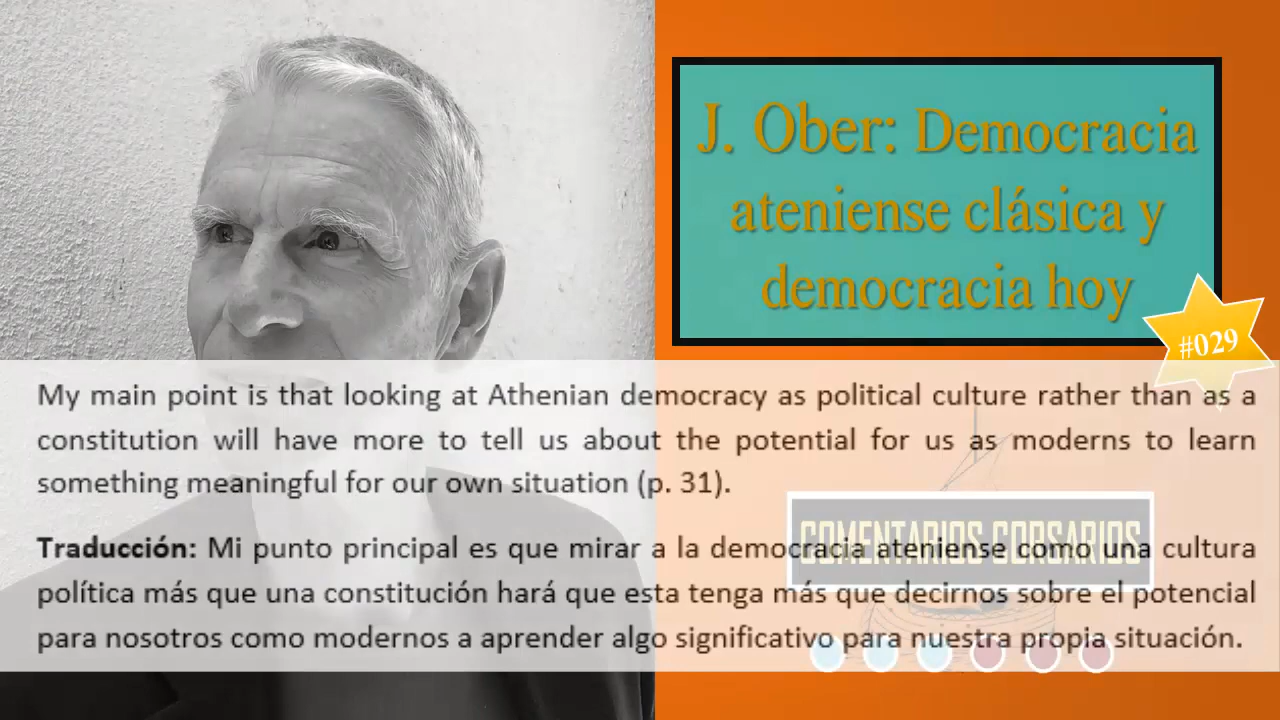 J. Ober: Democracia
ateniense clásica y
democracia hoy
#029
My main point is that looking at Athenian democracy as political culture rather than as a
constitution will have more to tell us about the potential for us as moderns to learn
something meaningful for our own situation (p. 31).
COMENTARIOS CORSARIOS
Traducción: Mi punto principal es que mirar a la democracia ateniense como una cultura
política más que una constitución hará que esta tenga más que decirnos sobre el potencial
para nosotros como modernos a aprender algo significativo para nuestra propia situación.